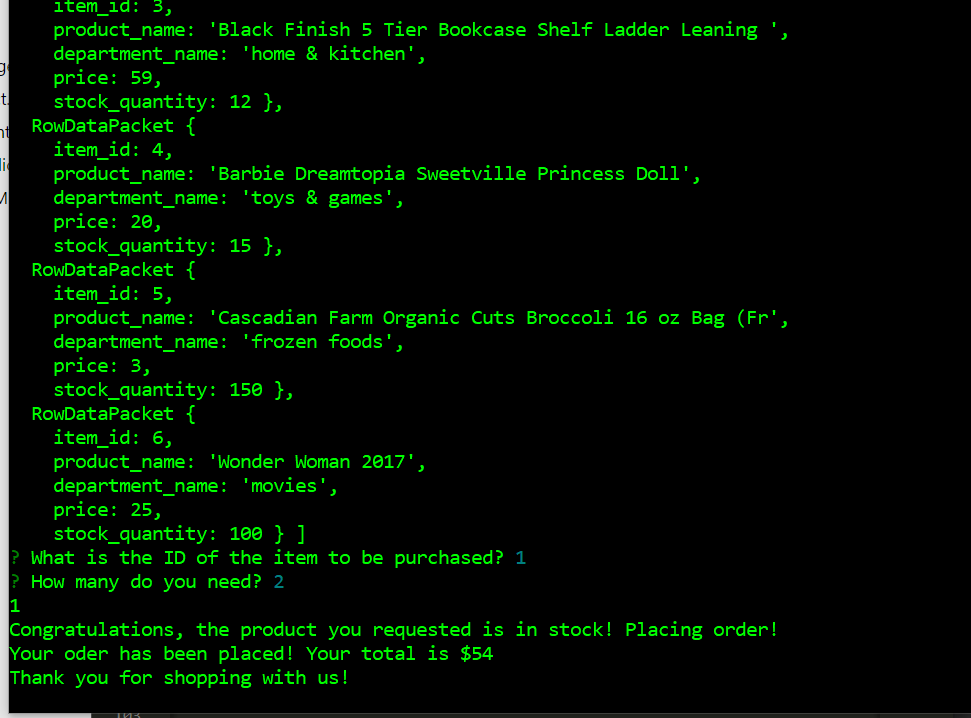 item_id: 3,
product_name: 'Black Finish 5 Tier Bookcase Shelf Ladder Leaning ',
department_name: 'home & kitchen',
price: 59,
stock_quantity: 12 },
RowDataPacket {
item_id: 4,
product_name: 'Barbie Dreamtopia Sweetville Princess Doll',
department_name: 'toys & games',
price: 20,
stock_quantity: 15 },
RowDataPacket {
item_id: 5,
product_name: 'Cascadian Farm Organic Cuts Broccoli 16 oz Bag (Fr',
department_name: 'frozen foods',
price: 3,
stock_quantity: 150 },
RowDataPacket {
item_id: 6,
product_name: 'Wonder Woman 2017',
department_name: 'movies',
price: 25,
stock_quantity: 100 } ]
? What is the ID of the item to be purchased? 1
? How many do you need? 2
1
Congratulations, the product you requested is in stock! Placing order!
Your oder has been placed! Your total is $54
Thank you for shopping with us!